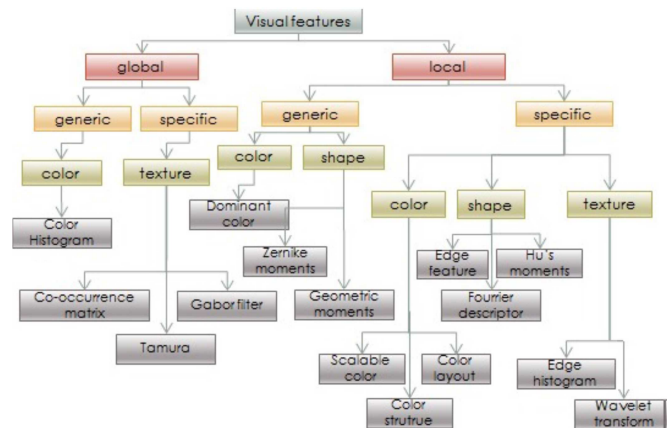 Visual features
global
local
generic
specific
generic
specific
color
texture
color
shape
color
shape
texture
Color
Histogram
Dominant
color
Zernike
moments
Edge
feature
Hu's
moments
Co-occurrence
matrix
Gabor filter
Geometric
moments
Fourrier
descriptor
Tamura
Scalable
color
Color
layout
Edge
histogram
Color
strutrue
Wavelet
transform